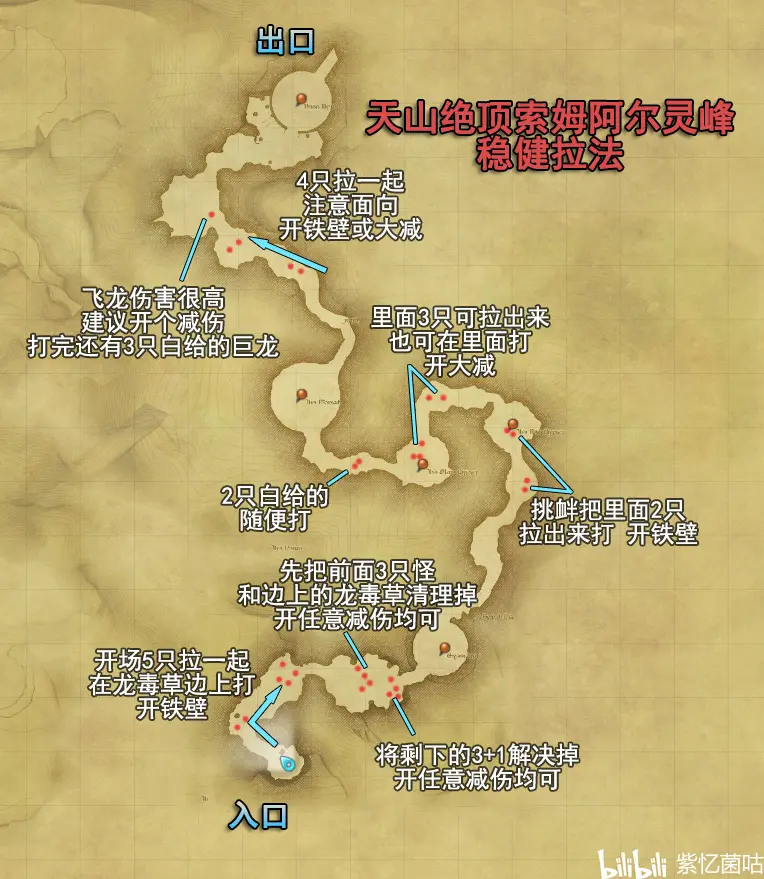 出口
天山绝顶索姆阿尔灵峰
稳健拉法
4只拉一起
注意面向
开铁壁或大减
飞龙伤害很高
建议开个减伤
打完还有3只白给的巨龙
里面3只可拉出来
也可在里面打
开大减
2只白给的
随便打
挑衅把里面2只
拉出来打 开铁壁
先把前面3只怪
和边上的龙毒草清理掉
开任意减伤均可
开场5只拉一起
在龙毒草边上打
开铁壁
将剩下的3+1解决掉
开任意减伤均可
入口
bilibili 紫忆菌咕